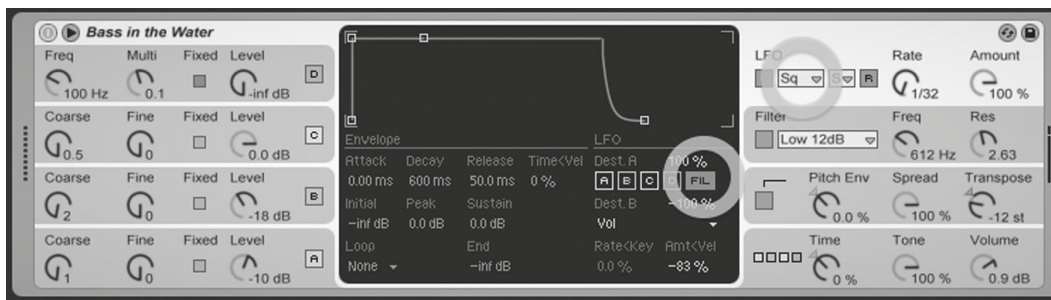 Bass in the Water
Freq Multi Fixed Level
100 Hz 0.1 -inf dB D
Coarse Fine Fixed Level
0.5 0 0.0 dB C
Coarse Fine Fixed Level
2 0 -18 dB B
Coarse Fine Fixed Level
1 0 -10 dB A
Envelope
Attack Decay Release Time<Vel
0.00 ms 600 ms 50.0 ms 0 %
Initial Peak Sustain
-inf dB 0.0 dB 0.0 dB
Loop End
None -inf dB
LFO
Dest. A 100 %
A B C FIL
Dest. B -100 %
Vol
Rate<Key Amt<Vel
0.0 % -83 %
LFO Rate Amount
Sq R 1/32 100 %
Filter Freq Res
Low 12dB 612 Hz 2.63
Pitch Env Spread Transpose
0.0 % 100 % -12 st
Time Tone Volume
0 % 100 % 0.9 dB